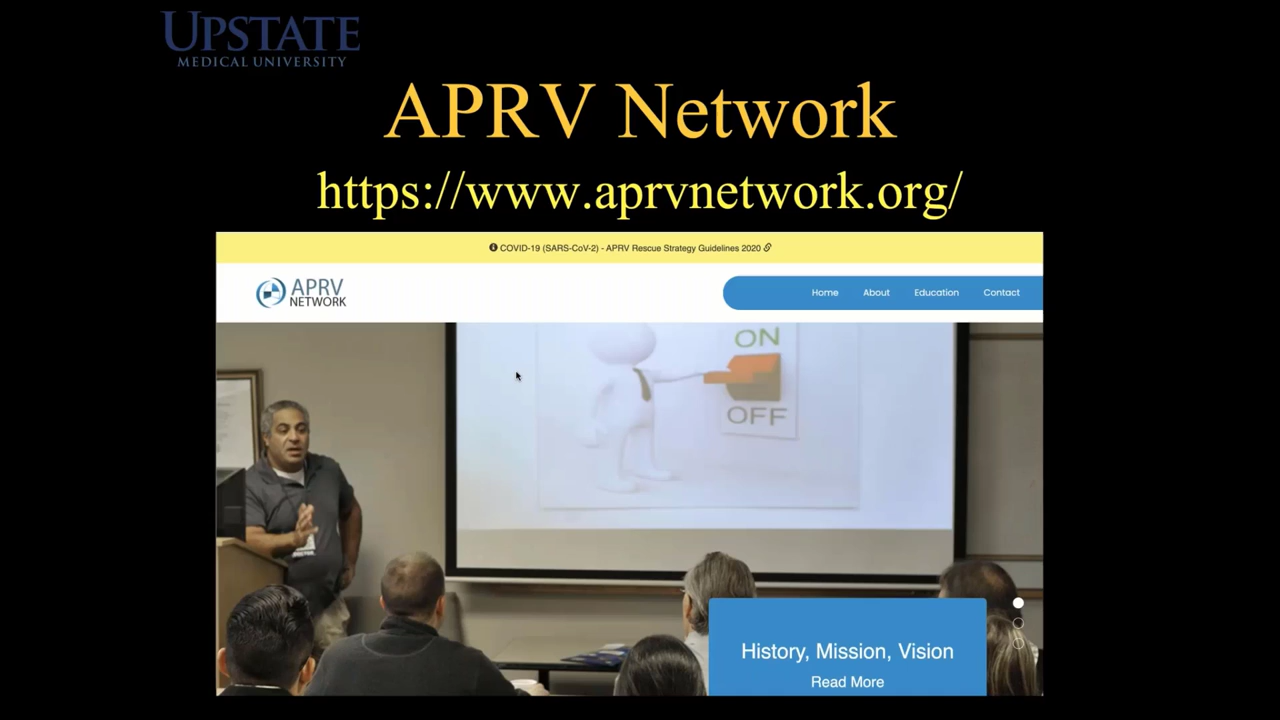 UPSTATE
MEDICAL UNIVERSITY
APRV Network
https://www.aprvnetwork.org/
COVID-19 (SARS-CoV-2) - APRV Rescue Strategy Guidelines 2020
APRV
NETWORK
Home About Education Contact
ON
OFF
History, Mission, Vision
Read More